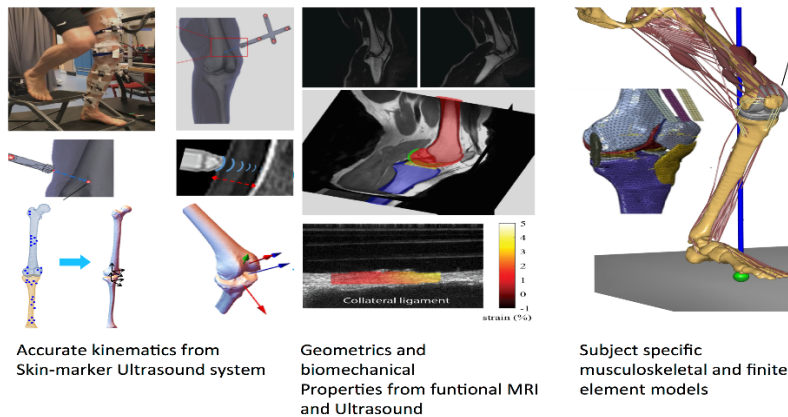 5
4
3
2
1
0
-1
strain (%)
Collateral ligament
Accurate kinematics from
Skin-marker Ultrasound system
Geometrics and
biomechanical
Properties from funtional MRI
and Ultrasound
Subject specific
musculoskeletal and finite
element models